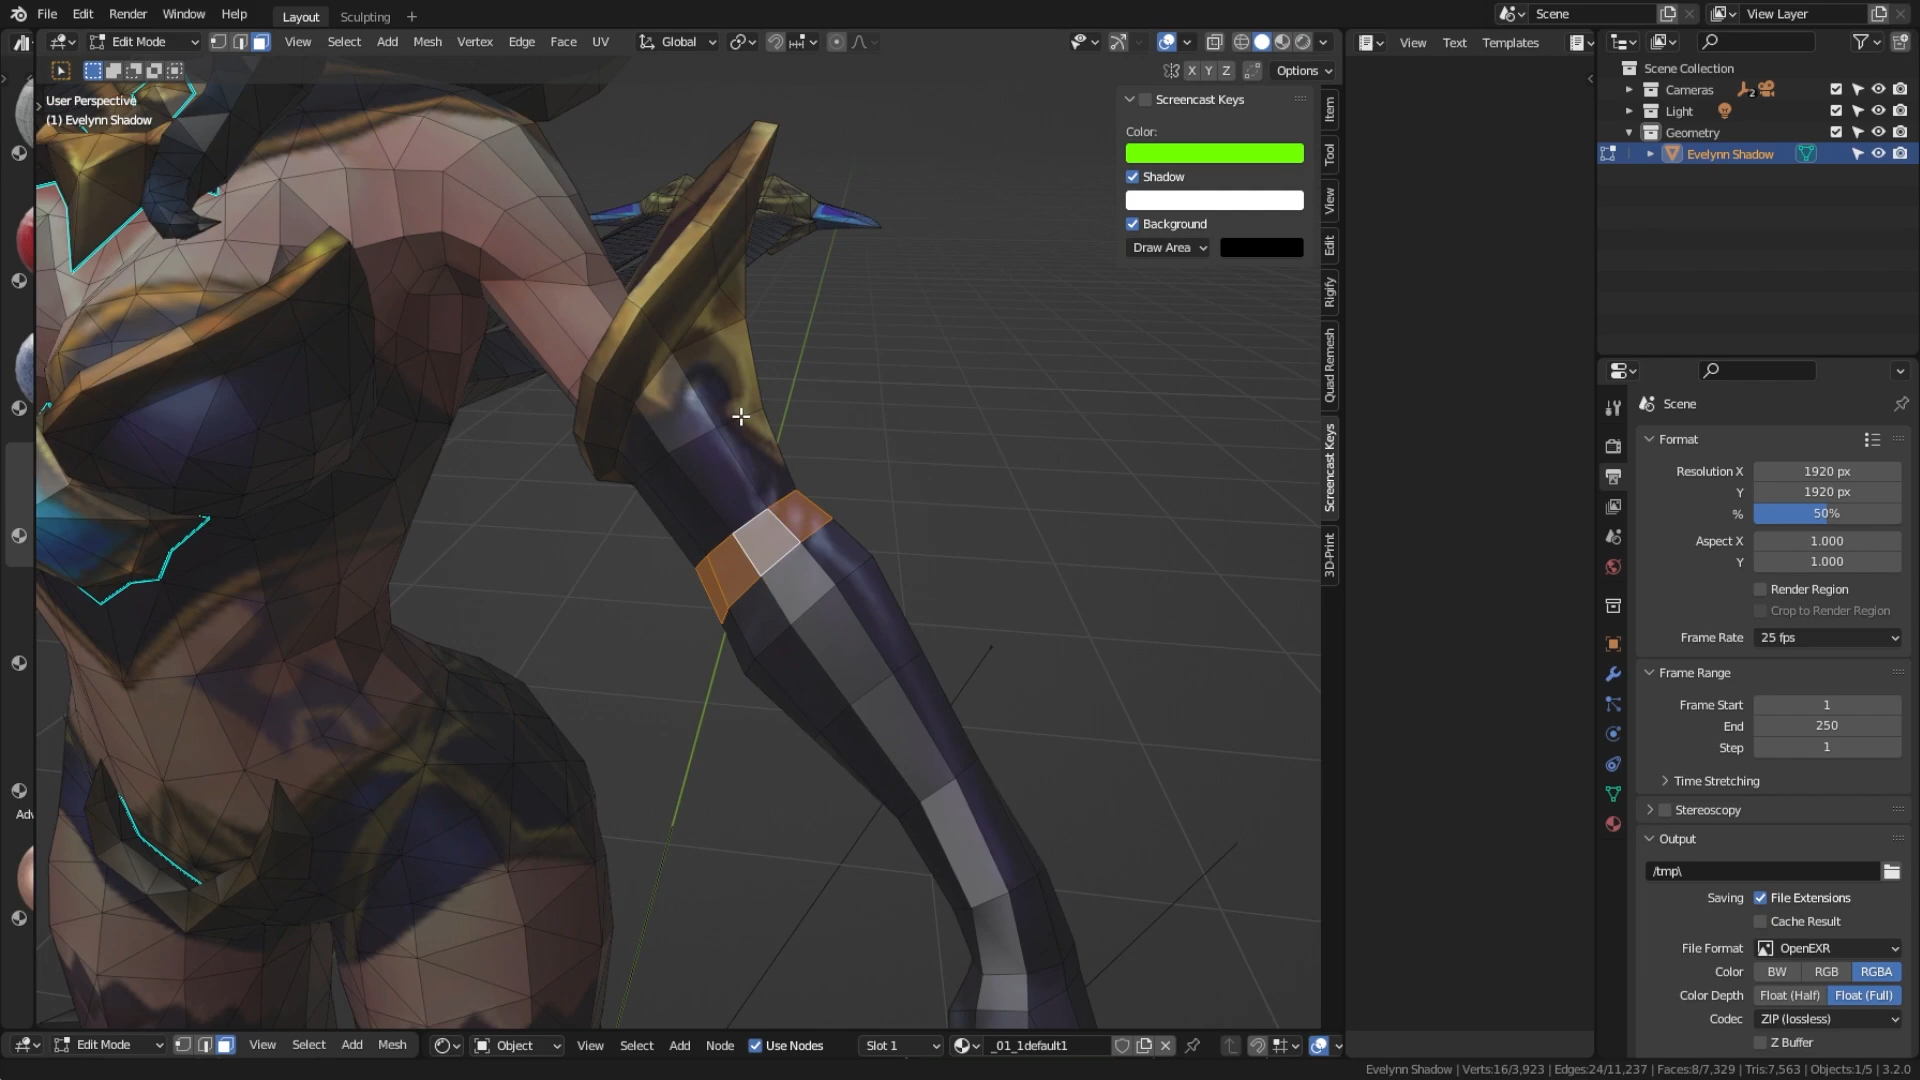 File Edit Render Window Help Layout Sculpting + Scene View Layer
Edit Mode View Select Add Mesh Vertex Edge Face UV Global View Text Templates
X Y Z Options
User Perspective
(1) Evelynn Shadow
Screencast Keys
Color:
Shadow
Background
Draw Area
Item
Tool
View
Edit
Rigify
Quad Remesh
Screencast Keys
3D-Print
Scene Collection
Cameras 2
Light
Geometry
Evelynn Shadow
Scene
Format
Resolution X 1920 px
Y 1920 px
% 50%
Aspect X 1.000
Y 1.000
Render Region
Crop to Render Region
Frame Rate 25 fps
Frame Range
Frame Start 1
End 250
Step 1
Time Stretching
Stereoscopy
Output
/tmp\
Saving File Extensions
Cache Result
File Format OpenEXR
Color BW RGB RGBA
Color Depth Float (Half) Float (Full)
Codec ZIP (lossless)
Z Buffer
Adv
Edit Mode View Select Add Mesh Object View Select Add Node Use Nodes Slot 1 _01_1default1
Evelynn Shadow | Verts:16/3,923 | Edges:24/11,237 | Faces:8/7,329 | Tris:7,563 | Objects:1/5 | 3.2.0